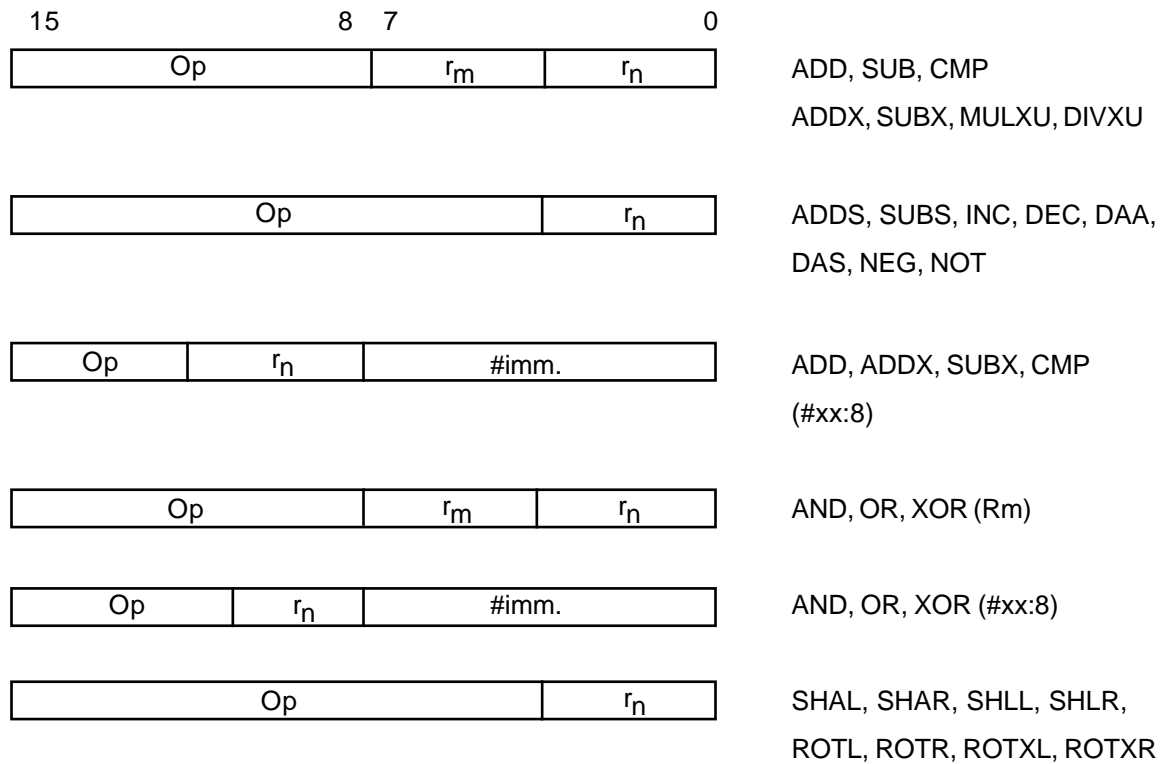 15 8 7 0
Op rm rn ADD, SUB, CMP
ADDX, SUBX, MULXU, DIVXU
Op rn ADDS, SUBS, INC, DEC, DAA,
DAS, NEG, NOT
Op rn #imm. ADD, ADDX, SUBX, CMP
(#xx:8)
Op rm rn AND, OR, XOR (Rm)
Op rn #imm. AND, OR, XOR (#xx:8)
Op rn SHAL, SHAR, SHLL, SHLR,
ROTL, ROTR, ROTXL, ROTXR